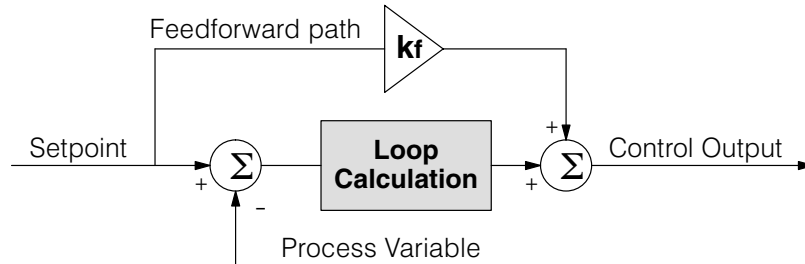 Feedforward path
kf
+
Setpoint
Σ
Loop
Calculation
Σ
Control Output
+
+
-
Process Variable